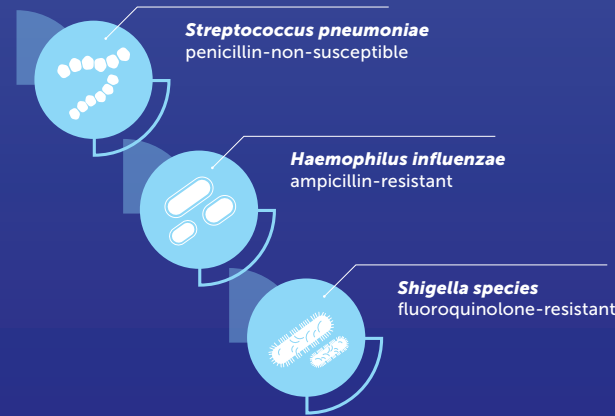 Streptococcus pneumoniae
penicillin-non-susceptible
Haemophilus influenzae
ampicillin-resistant
Shigella species
fluoroquinolone-resistant